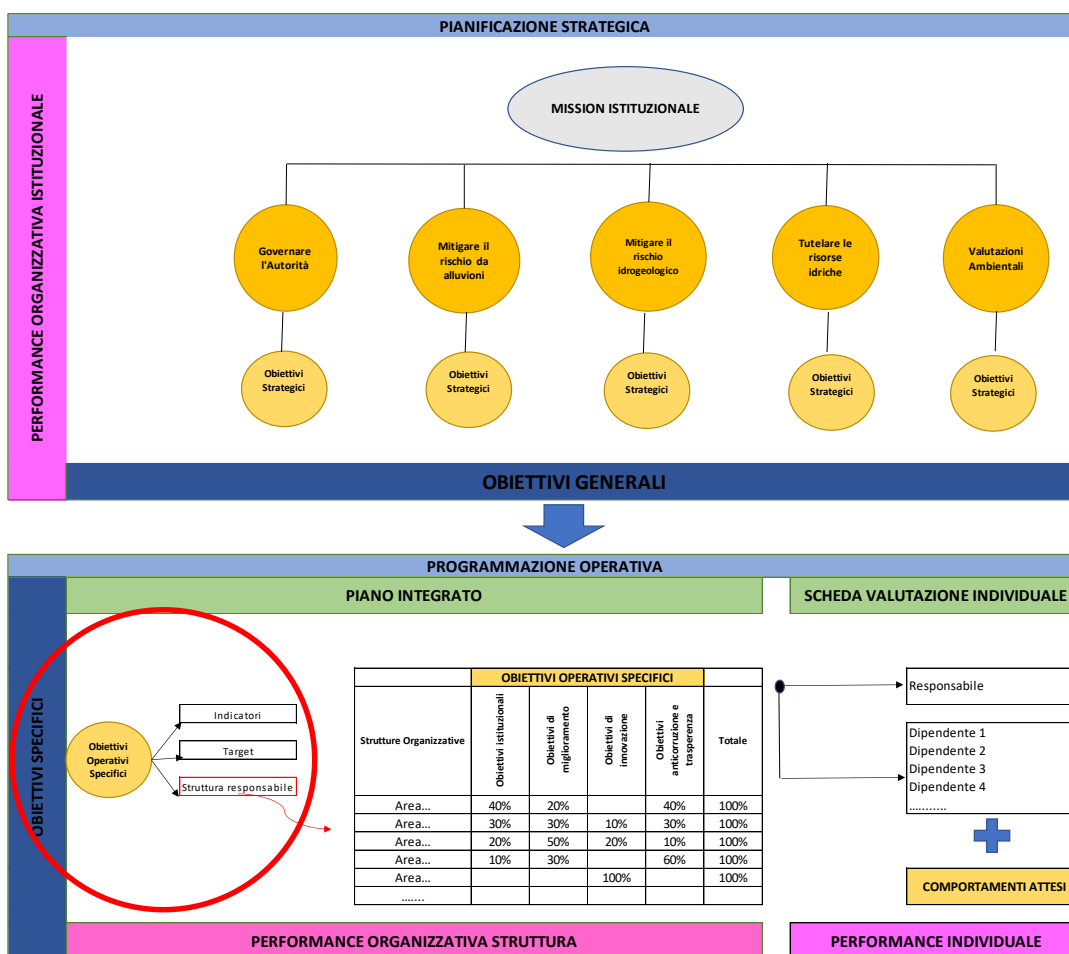 PIANIFICAZIONE STRATEGICA
PERFORMANCE ORGANIZZATIVA ISTITUZIONALE
MISSION ISTITUZIONALE
Governare
l'Autorità
Mitigare il
rischio da
alluvioni
Mitigare il
rischio
idrogeologico
Tutelare le
risorse
idriche
Valutazioni
Ambientali
Obiettivi
Strategici
Obiettivi
Strategici
Obiettivi
Strategici
Obiettivi
Strategici
Obiettivi
Strategici
OBIETTIVI GENERALI
PROGRAMMAZIONE OPERATIVA
OBIETTIVI SPECIFICI
PIANO INTEGRATO
SCHEDA VALUTAZIONE INDIVIDUALE
Obiettivi
Operativi
Specifici
Indicatori
Target
Struttura responsabile
OBIETTIVI OPERATIVI SPECIFICI
Strutture Organizzative
Obiettivi istituzionali
Obiettivi di
miglioramento
Obiettivi di
innovazione
Obiettivi
anticorruzione e
trasperenza
Totale
Area... 40% 20% 40% 100%
Area... 30% 30% 10% 30% 100%
Area... 20% 50% 20% 10% 100%
Area... 10% 30% 60% 100%
Area... 100% 100%
.......
Responsabile
Dipendente 1
Dipendente 2
Dipendente 3
Dipendente 4
...........
COMPORTAMENTI ATTESI
PERFORMANCE ORGANIZZATIVA STRUTTURA
PERFORMANCE INDIVIDUALE